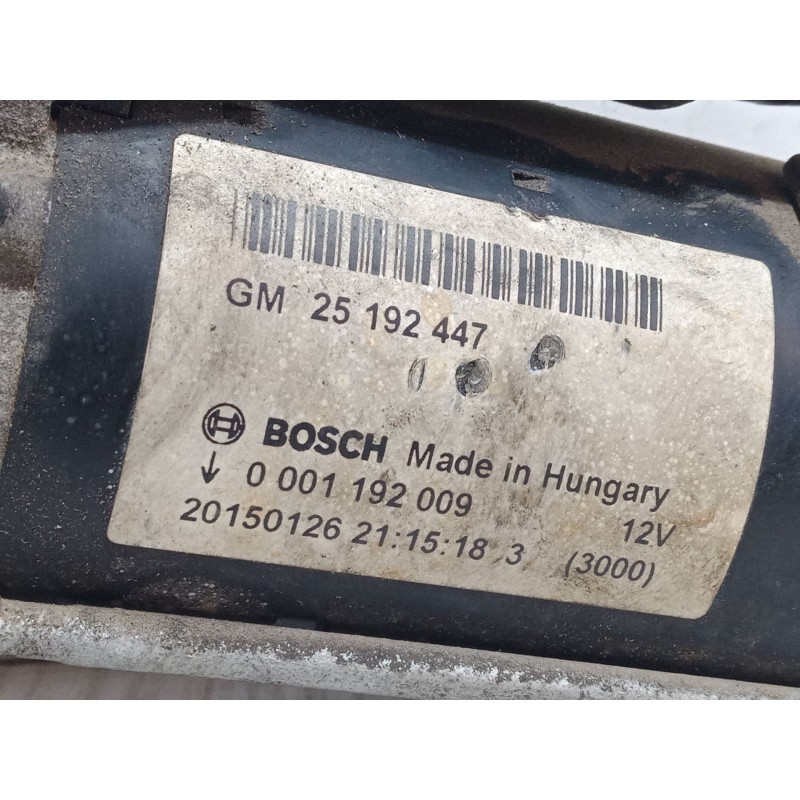 GM 25 192 447
BOSCH Made in Hungary
↓ 0 001 192 009 12V
20150126 21:15:18 3 (3000)